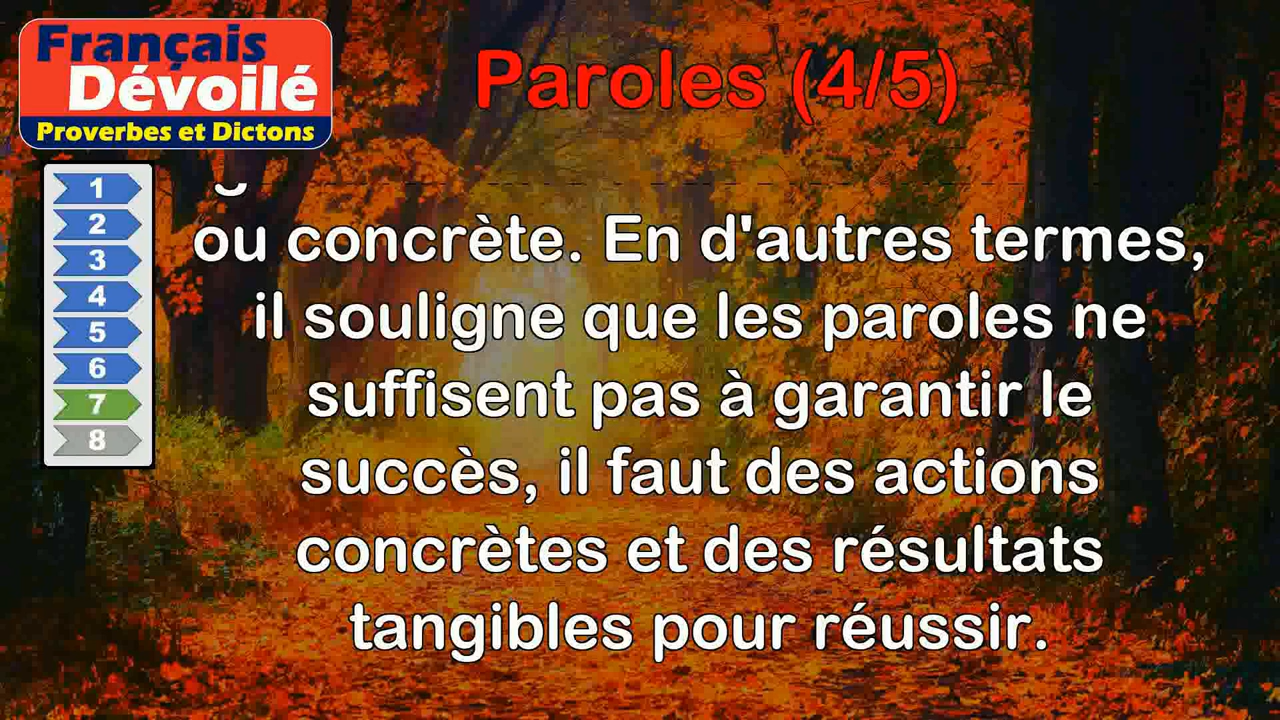 Français
Dévoilé
Proverbes et Dictons
Paroles (4/5)
1
2
3
4
5
6
7
8
ou concrète. En d'autres termes,
il souligne que les paroles ne
suffisent pas à garantir le
succès, il faut des actions
concrètes et des résultats
tangibles pour réussir.